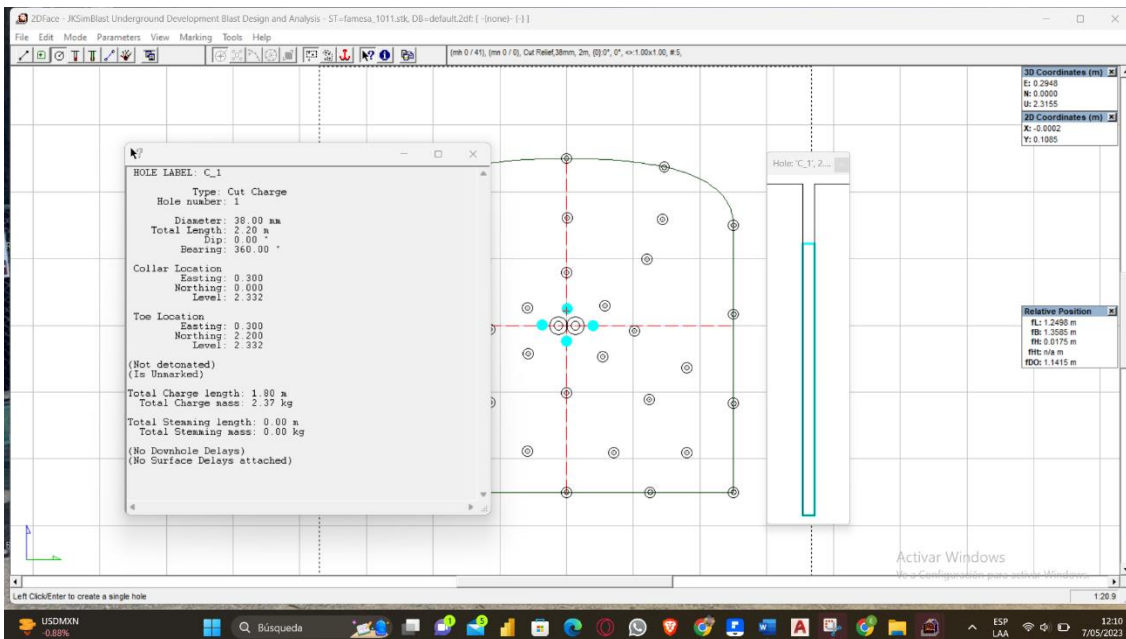 2DFace - JKSimBlast Underground Development Blast Design and Analysis - ST=famesa_1011.stk, DB=default.2df: [ -(none)- [-] ]
File Edit Mode Parameters View Marking Tools Help
(mh 0 / 41), (mn 0 / 0), Cut Relief,38mm, 2m, {0}:0°, 0°, <>:1.00x1.00, #:5,
3D Coordinates (m)
E: 0.2948
N: 0.0000
U: 2.3155
2D Coordinates (m)
X: -0.0002
Y: 0.1085
HOLE LABEL: C_1
Type: Cut Charge
Hole number: 1
Diameter: 38.00 mm
Total Length: 2.20 m
Dip: 0.00 °
Bearing: 360.00 °
Collar Location
Easting: 0.300
Northing: 0.000
Level: 2.332
Toe Location
Easting: 0.300
Northing: 2.200
Level: 2.332
(Not detonated)
(Is Unmarked)
Total Charge length: 1.80 m
Total Charge mass: 2.37 kg
Total Stemming length: 0.00 m
Total Stemming mass: 0.00 kg
(No Downhole Delays)
(No Surface Delays attached)
Hole: 'C_1', 2....
Relative Position
fL: 1.2498 m
fB: 1.3585 m
fH: 0.0175 m
fHt: n/a m
fDO: 1.1415 m
Activar Windows
Ve a Configuración para activar Windows.
Left Click/Enter to create a single hole
1:20.9
USDMXN
-0.88%
Búsqueda
ESP
LAA
12:10
7/05/2023